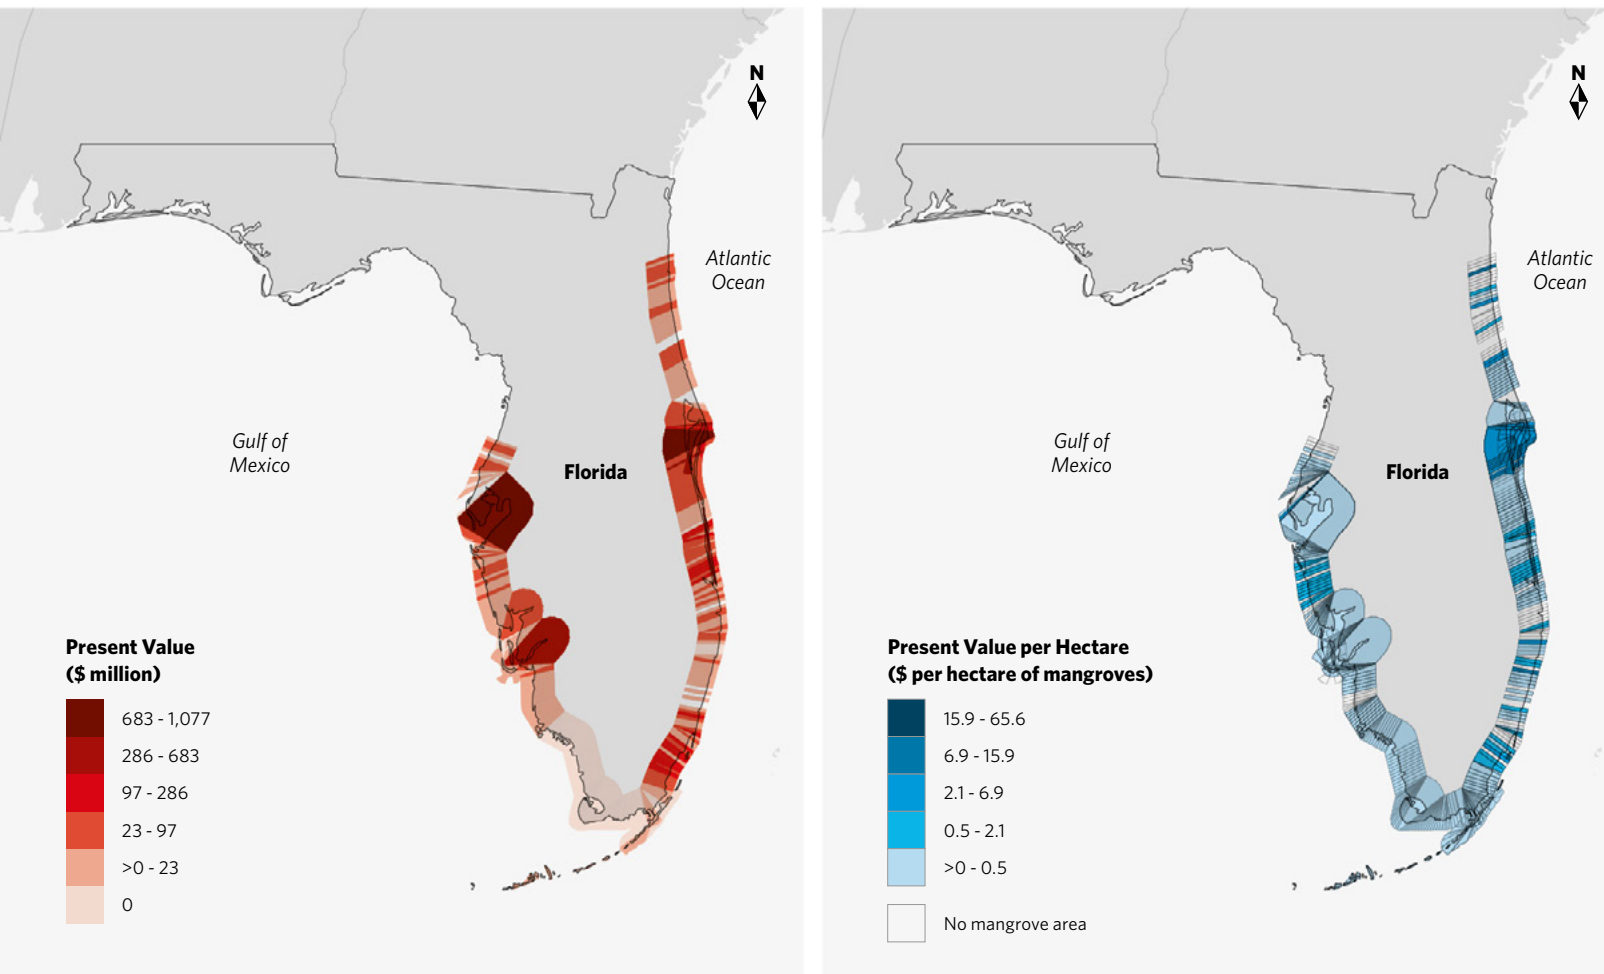 N
Atlantic
Ocean
Gulf of
Mexico
Florida
Present Value
($ million)
683 - 1,077
286 - 683
97 - 286
23 - 97
>0 - 23
0
N
Atlantic
Ocean
Gulf of
Mexico
Florida
Present Value per Hectare
($ per hectare of mangroves)
15.9 - 65.6
6.9 - 15.9
2.1 - 6.9
0.5 - 2.1
>0 - 0.5
No mangrove area